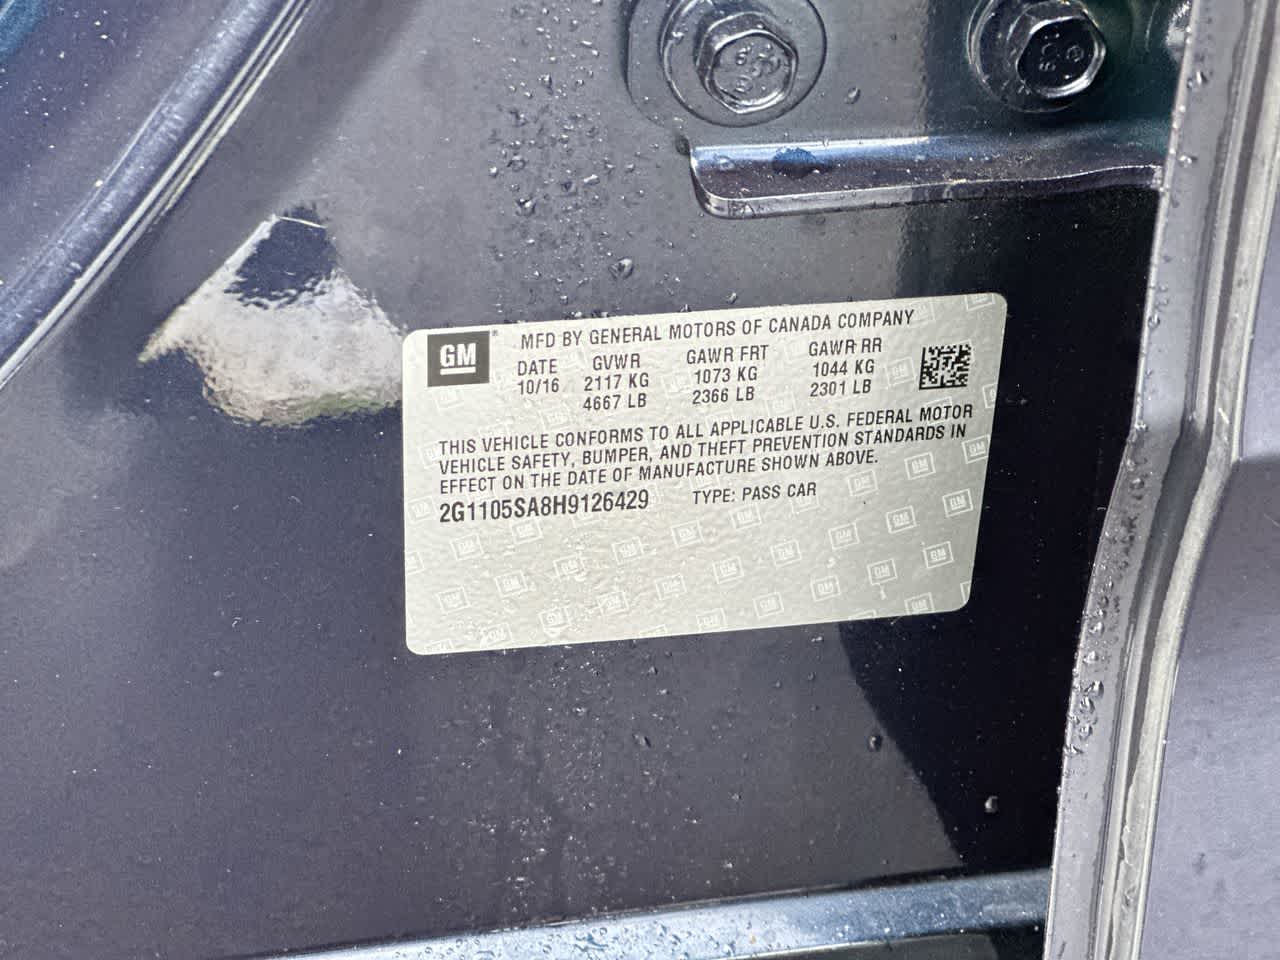 GM
MFD BY GENERAL MOTORS OF CANADA COMPANY
DATE GVWR GAWR FRT GAWR RR
10/16 2117 KG 1073 KG 1044 KG
4667 LB 2366 LB 2301 LB
THIS VEHICLE CONFORMS TO ALL APPLICABLE U.S. FEDERAL MOTOR
VEHICLE SAFETY, BUMPER, AND THEFT PREVENTION STANDARDS IN
EFFECT ON THE DATE OF MANUFACTURE SHOWN ABOVE.
2G1105SA8H9126429 TYPE: PASS CAR